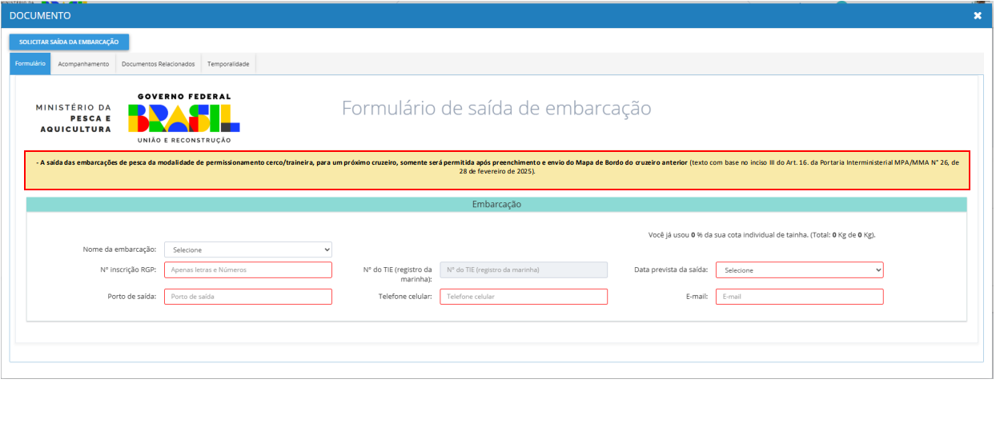 DOCUMENTO
SOLICITAR SAÍDA DA EMBARCAÇÃO
Formulário
Acompanhamento
Documentos Relacionados
Temporalidade
MINISTÉRIO DA
PESCA E
AQUICULTURA
GOVERNO FEDERAL
BRASIL
UNIÃO E RECONSTRUÇÃO
Formulário de saída de embarcação
- A saída das embarcações de pesca da modalidade de permissionamento cerco/traineira, para um próximo cruzeiro, somente será permitida após preenchimento e envio do Mapa de Bordo do cruzeiro anterior (texto com base no inciso III do Art. 16. da Portaria Interministerial MPA/MMA N° 26, de
28 de fevereiro de 2025).
Embarcação
Você já usou 0 % da sua cota individual de tainha. (Total: 0 Kg de 0 Kg).
Nome da embarcação: Selecione
N° inscrição RGP: Apenas letras e Números
N° do TIE (registro da
marinha): N° do TIE (registro da marinha)
Data prevista da saída: Selecione
Porto de saída: Porto de saída
Telefone celular: Telefone celular
E-mail: E-mail